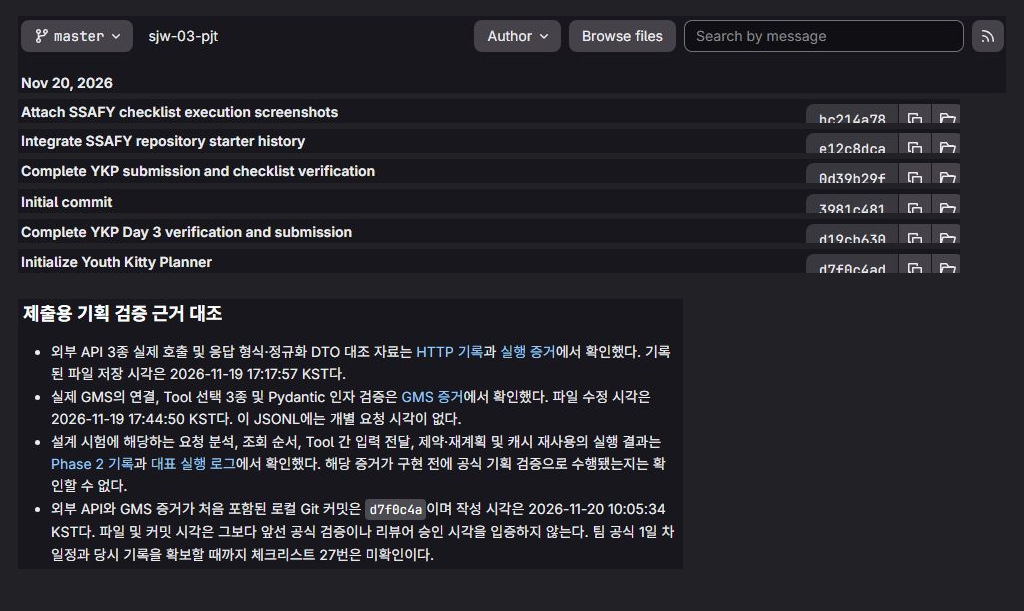 master sjw-03-pjt Author Browse files Search by message
Nov 20, 2026
Attach SSAFY checklist execution screenshots
Integrate SSAFY repository starter history e12c8dca
Complete YKP submission and checklist verification 0d39b29f
Initial commit 3981c481
Complete YKP Day 3 verification and submission d19cb630
Initialize Youth Kitty Planner d7f0c4ad
제출용 기획 검증 근거 대조
외부 API 3종 실제 호출 및 응답 형식·정규화 DTO 대조 자료는 HTTP 기록과 실행 증거에서 확인했다. 기록
된 파일 저장 시각은 2026-11-19 17:17:57 KST다.
실제 GMS의 연결, Tool 선택 3종 및 Pydantic 인자 검증은 GMS 증거에서 확인했다. 파일 수정 시각은
2026-11-19 17:44:50 KST다. 이 JSONL에는 개별 요청 시각이 없다.
설계 시험에 해당하는 요청 분석, 조회 순서, Tool 간 입력 전달, 제약·재계획 및 캐시 재사용의 실행 결과는
Phase 2 기록과 대표 실행 로그에서 확인했다. 해당 증거가 구현 전에 공식 기획 검증으로 수행됐는지는 확
인할 수 없다.
외부 API와 GMS 증거가 처음 포함된 로컬 Git 커밋은 d7f0c4a이며 작성 시각은 2026-11-20 10:05:34
KST다. 파일 및 커밋 시각은 그보다 앞선 공식 검증이나 리뷰어 승인 시각을 입증하지 않는다. 팀 공식 1일 차
일정과 당시 기록을 확보할 때까지 체크리스트 27번은 미확인이다.